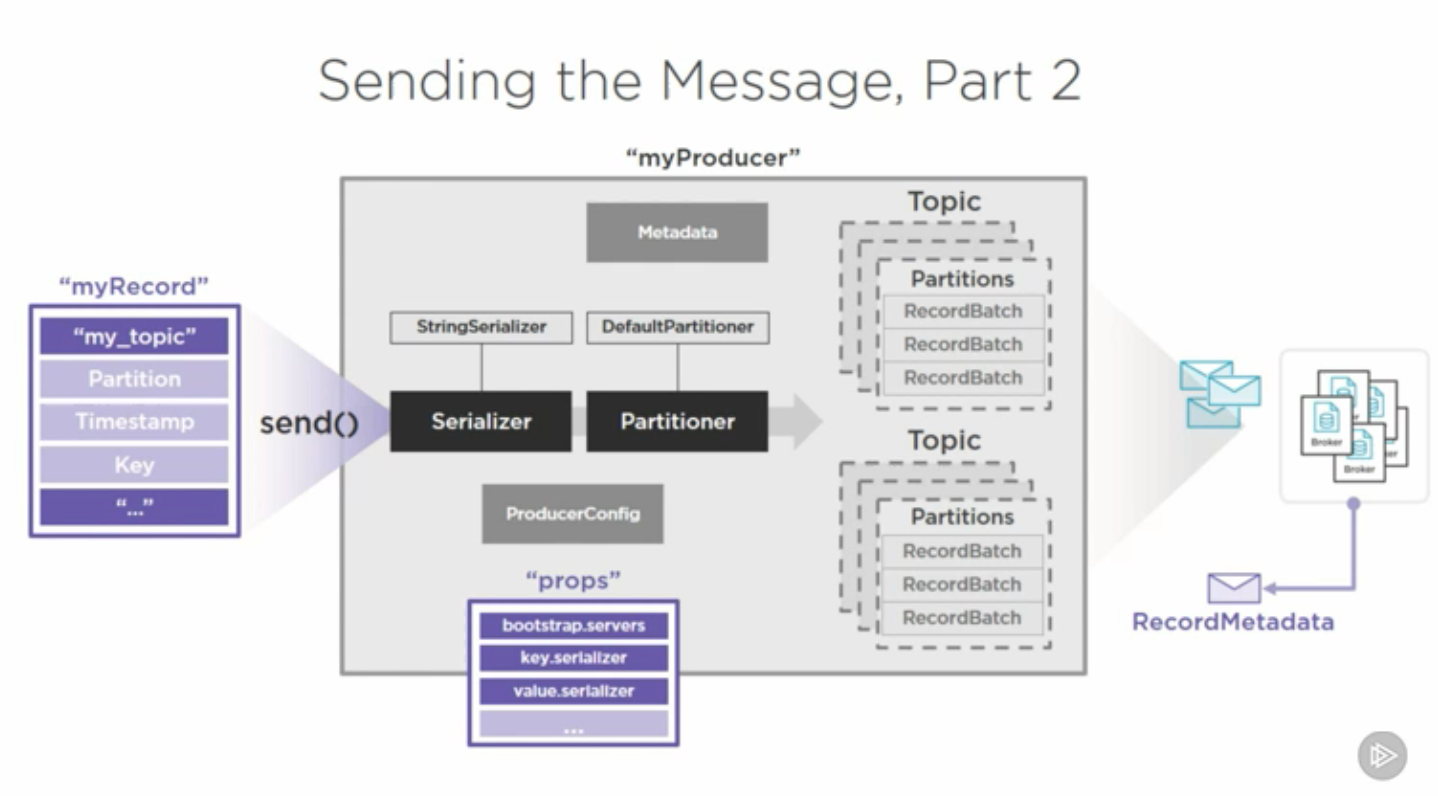 Sending the Message, Part 2
“myProducer”
“myRecord”
“my_topic”
Partition
Timestamp
Key
“...”
send()
Metadata
StringSerializer
DefaultPartitioner
Serializer
Partitioner
ProducerConfig
“props”
bootstrap.servers
key.serializer
value.serializer
...
Topic
Partitions
RecordBatch
RecordBatch
RecordBatch
Topic
Partitions
RecordBatch
RecordBatch
RecordBatch
Broker
Broker
RecordMetadata